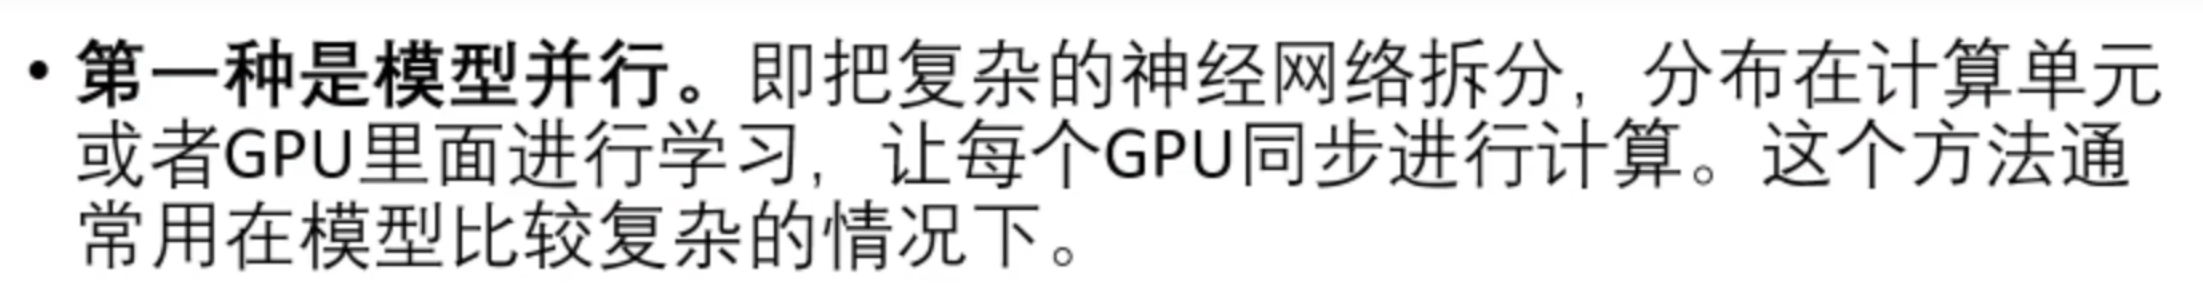 • 第一种是模型并行。即把复杂的神经网络拆分，分布在计算单元
或者GPU里面进行学习，让每个GPU同步进行计算。这个方法通
常用在模型比较复杂的情况下。